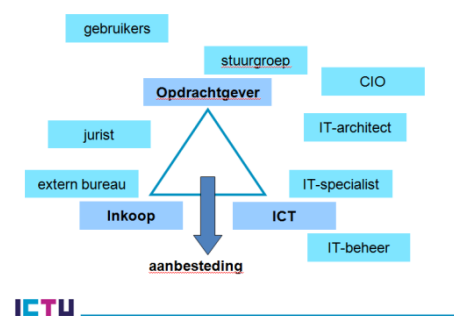 gebruikers
stuurgroep
CIO
Opdrachtgever
IT-architect
jurist
extern bureau
IT-specialist
Inkoop
ICT
IT-beheer
aanbesteding
ICTU